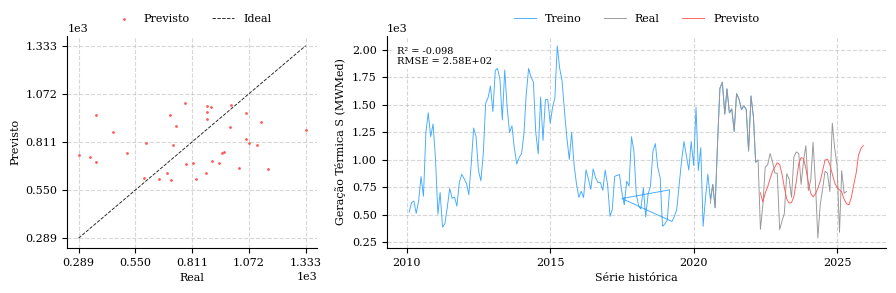 Previsto
Ideal
1e3
1.333
1.072
0.811
0.550
0.289
Previsto
0.289
0.550
0.811
1.072
1.333
Real
1e3
Treino
Real
Previsto
1e3
R² = -0.098
RMSE = 2.58E+02
2.00
1.75
1.50
1.25
1.00
0.75
0.50
0.25
Geração Térmica S (MWMed)
2010
2015
2020
2025
Série histórica